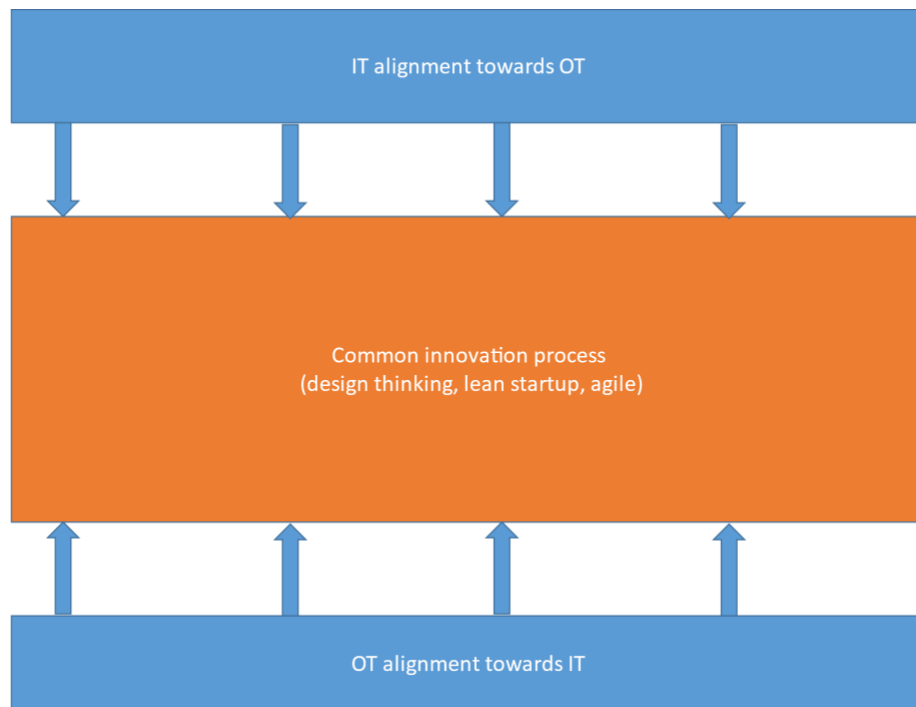 IT alignment towards OT
Common innovation process
(design thinking, lean startup, agile)
OT alignment towards IT